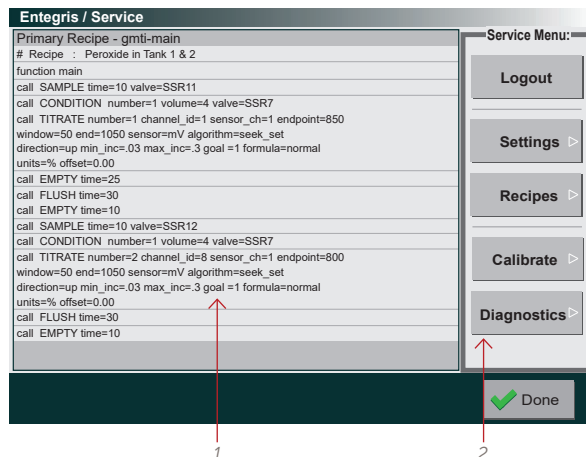 Entegris / Service
Primary Recipe - gmti-main
# Recipe : Peroxide in Tank 1 & 2
function main
call SAMPLE time=10 valve=SSR11
call CONDITION number=1 volume=4 valve=SSR7
call TITRATE number=1 channel_id=1 sensor_ch=1 endpoint=850
window=50 end=1050 sensor=mV algorithm=seek_set
direction=up min_inc=.03 max_inc=.3 goal =1 formula=normal
units=% offset=0.00
call EMPTY time=25
call FLUSH time=30
call EMPTY time=10
call SAMPLE time=10 valve=SSR12
call CONDITION number=1 volume=4 valve=SSR7
call TITRATE number=2 channel_id=8 sensor_ch=1 endpoint=800
window=50 end=1050 sensor=mV algorithm=seek_set
direction=up min_inc=.03 max_inc=.3 goal =1 formula=normal
units=% offset=0.00
call FLUSH time=30
call EMPTY time=10
Service Menu:
Logout
Settings
Recipes
Calibrate
Diagnostics
Done
1
2